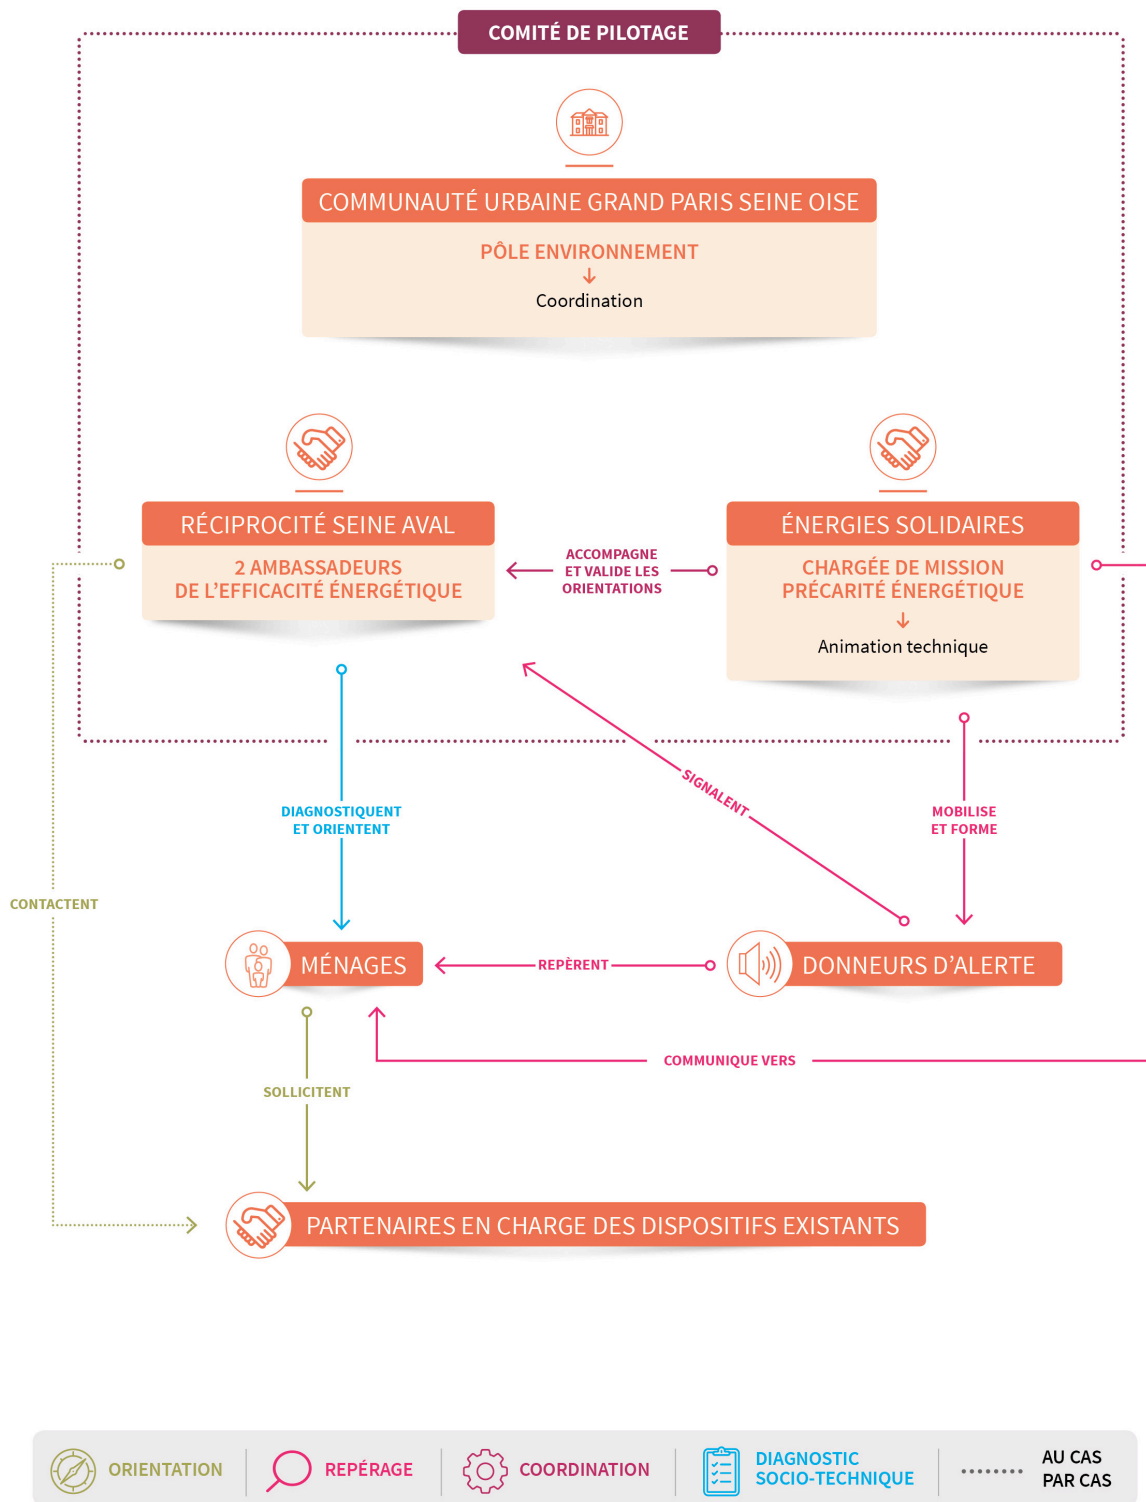 COMITÉ DE PILOTAGE
COMMUNAUTÉ URBAINE GRAND PARIS SEINE OISE
PÔLE ENVIRONNEMENT
Coordination
RÉCIPROCITÉ SEINE AVAL
2 AMBASSADEURS
DE L’EFFICACITÉ ÉNERGÉTIQUE
ACCOMPAGNE
ET VALIDE LES
ORIENTATIONS
ÉNERGIES SOLIDAIRES
CHARGÉE DE MISSION
PRÉCARITÉ ÉNERGÉTIQUE
Animation technique
SIGNALENT
DIAGNOSTIQUENT
ET ORIENTENT
MOBILISE
ET FORME
CONTACTENT
MÉNAGES
REPÈRENT
DONNEURS D’ALERTE
COMMUNIQUE VERS
SOLLICITENT
PARTENAIRES EN CHARGE DES DISPOSITIFS EXISTANTS
ORIENTATION
REPÉRAGE
COORDINATION
DIAGNOSTIC
SOCIO-TECHNIQUE
AU CAS
PAR CAS